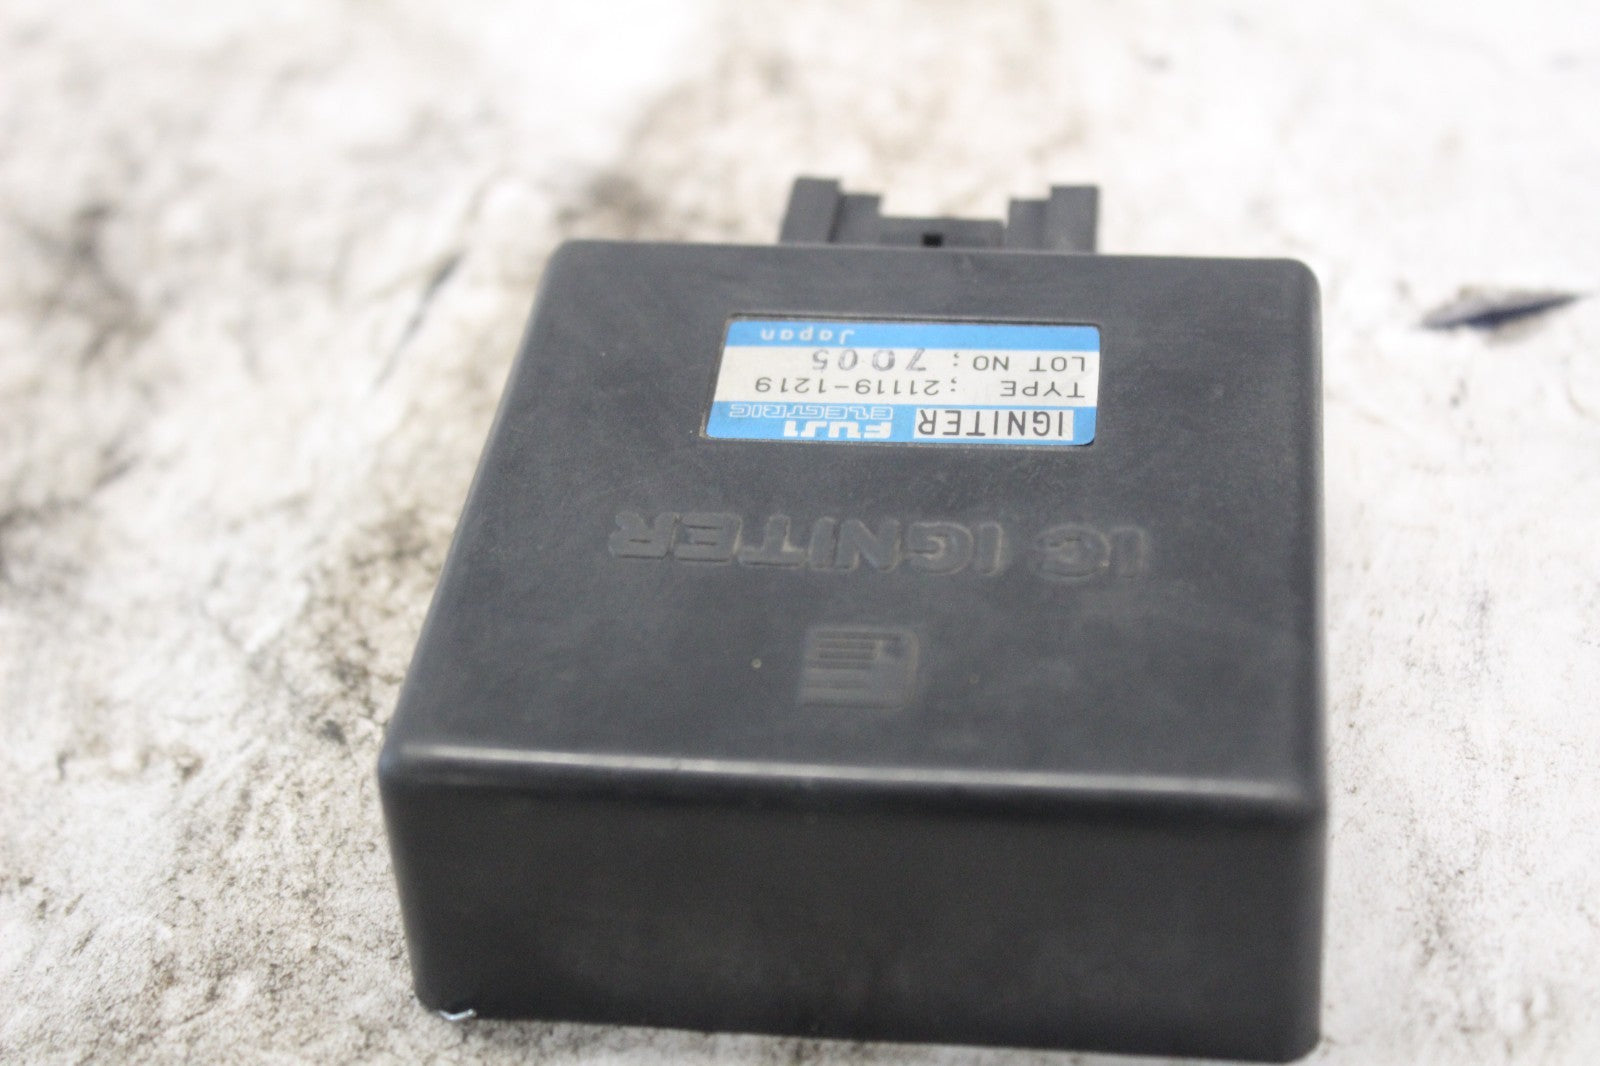 IGNITER FUJI ELECTRIC
TYPE ; 21119-1219
LOT NO ; 7005
Japan
IC IGNITER